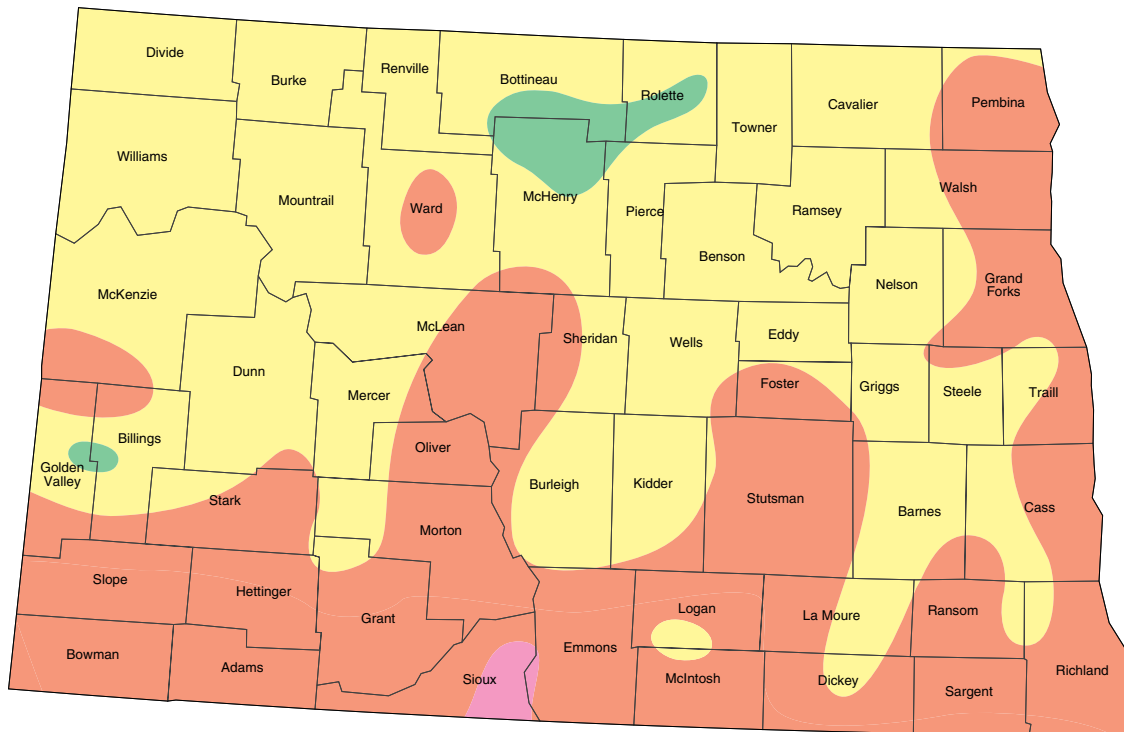 Divide
Burke
Renville
Bottineau
Rolette
Towner
Cavalier
Pembina
Williams
Mountrail
Ward
McHenry
Pierce
Benson
Ramsey
Walsh
McKenzie
McLean
Sheridan
Wells
Eddy
Nelson
Grand
Forks
Dunn
Mercer
Foster
Griggs
Steele
Traill
Billings
Golden
Valley
Stark
Oliver
Morton
Burleigh
Kidder
Stutsman
Barnes
Cass
Slope
Hettinger
Grant
Logan
La Moure
Ransom
Bowman
Adams
Sioux
Emmons
McIntosh
Dickey
Sargent
Richland